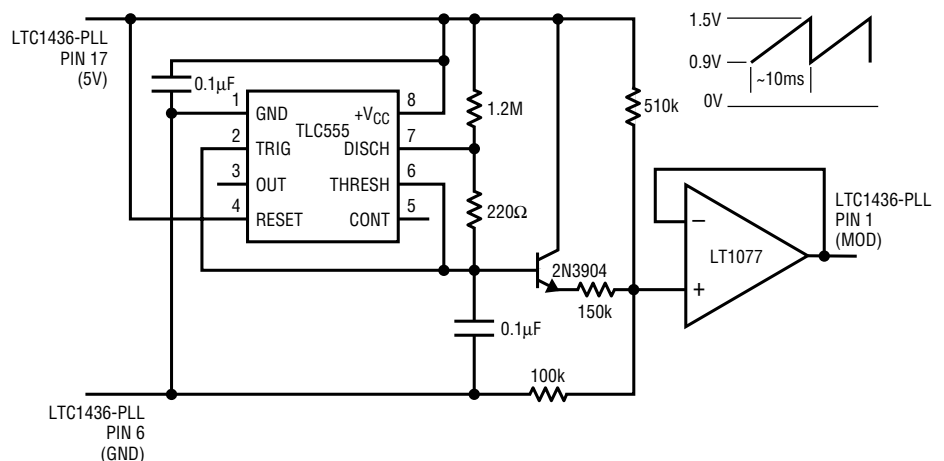 LTC1436-PLL
PIN 17
(5V)
0.1µF
1
GND
2
TRIG
3
OUT
4
RESET
TLC555
8
+VCC
7
DISCH
6
THRESH
5
CONT
1.2M
220Ω
510k
1.5V
0.9V
~10ms
0V
2N3904
150k
0.1µF
100k
–
+
LT1077
LTC1436-PLL
PIN 1
(MOD)
LTC1436-PLL
PIN 6
(GND)